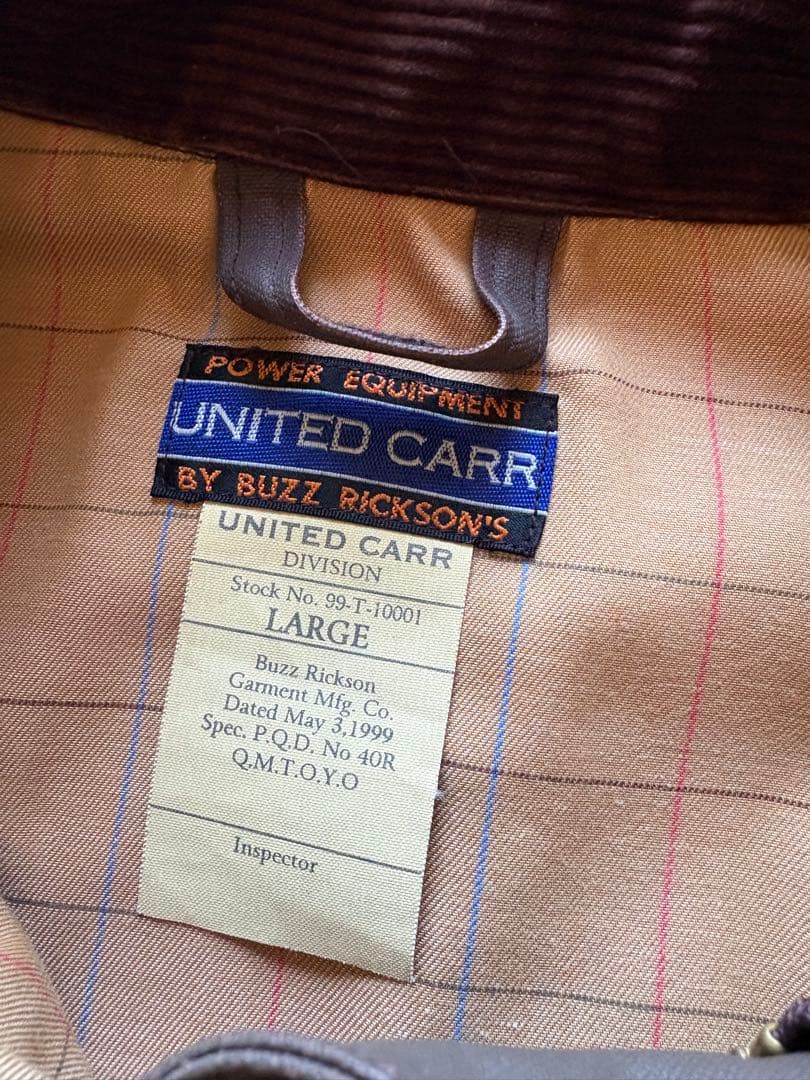 POWER EQUIPMENT
UNITED CARR
BY BUZZ RICKSON'S
UNITED CARR
DIVISION
Stock No. 99-T-10001
LARGE
Buzz Rickson
Garment Mfg. Co.
Dated May 3,1999
Spec. P.Q.D. No 40R
Q.M.T.O.Y.O
Inspector